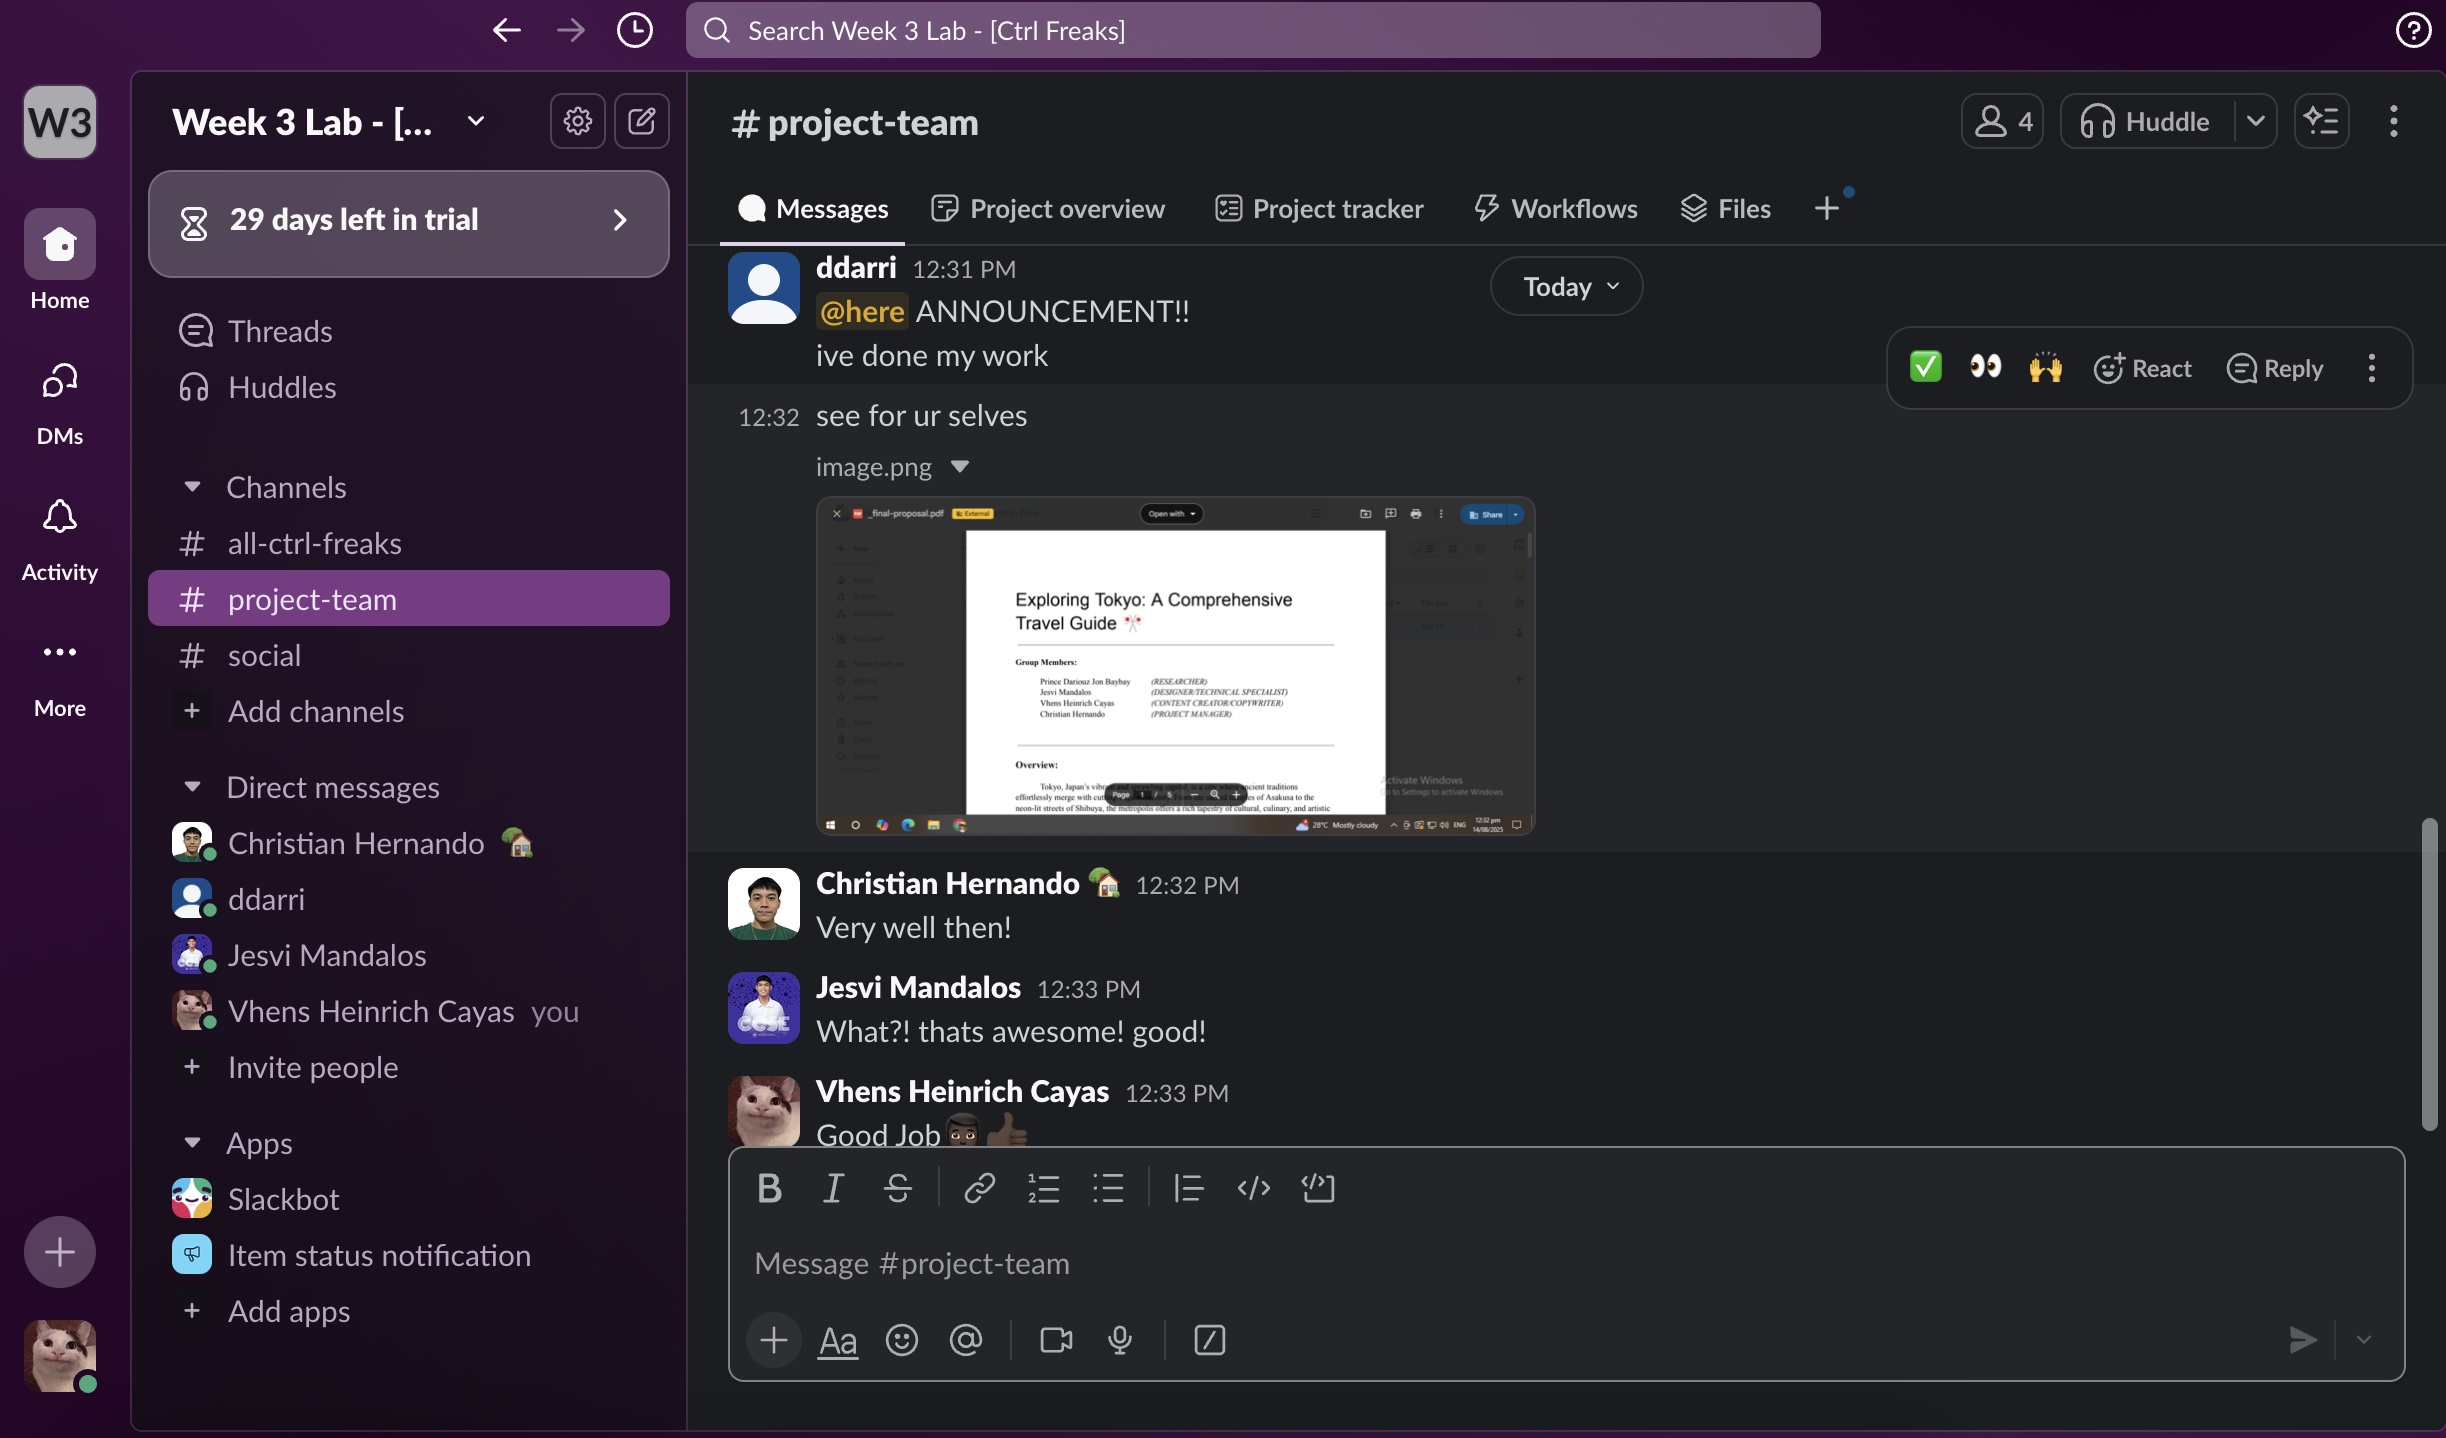 Search Week 3 Lab - [Ctrl Freaks]
W3
Home
DMs
Activity
More
Week 3 Lab - [...
29 days left in trial
Threads
Huddles
Channels
# all-ctrl-freaks
# project-team
# social
+ Add channels
Direct messages
Christian Hernando 🏡
ddarri
Jesvi Mandalos
Vhens Heinrich Cayas you
+ Invite people
Apps
Slackbot
Item status notification
+ Add apps
# project-team
4
Huddle
Messages
Project overview
Project tracker
Workflows
Files
Today
ddarri 12:31 PM
@here ANNOUNCEMENT!!
ive done my work
✅ 👀 🙌 React Reply
12:32 see for ur selves
image.png
_final-proposal.pdf External
Open with
Share
Exploring Tokyo: A Comprehensive
Travel Guide 🎌
Group Members:
Prince Dariouz Jon Baybay (RESEARCHER)
Jesvi Mandalos (DESIGNER/TECHNICAL SPECIALIST)
Vhens Heinrich Cayas (CONTENT CREATOR/COPYWRITER)
Christian Hernando (PROJECT MANAGER)
Overview:
Tokyo, Japan's ancient traditions
effortlessly merge with of Asakusa to the
neon-lit streets of Shibuya, the metropolis offers a rich tapestry of cultural, culinary, and artistic
Page 1 / 5
Activate Windows
Go to Settings to activate Windows.
28°C Mostly cloudy
ENG
12:32 pm
14/08/2025
Christian Hernando 🏡 12:32 PM
Very well then!
Jesvi Mandalos 12:33 PM
What?! thats awesome! good!
Vhens Heinrich Cayas 12:33 PM
Good Job
Message #project-team
Aa